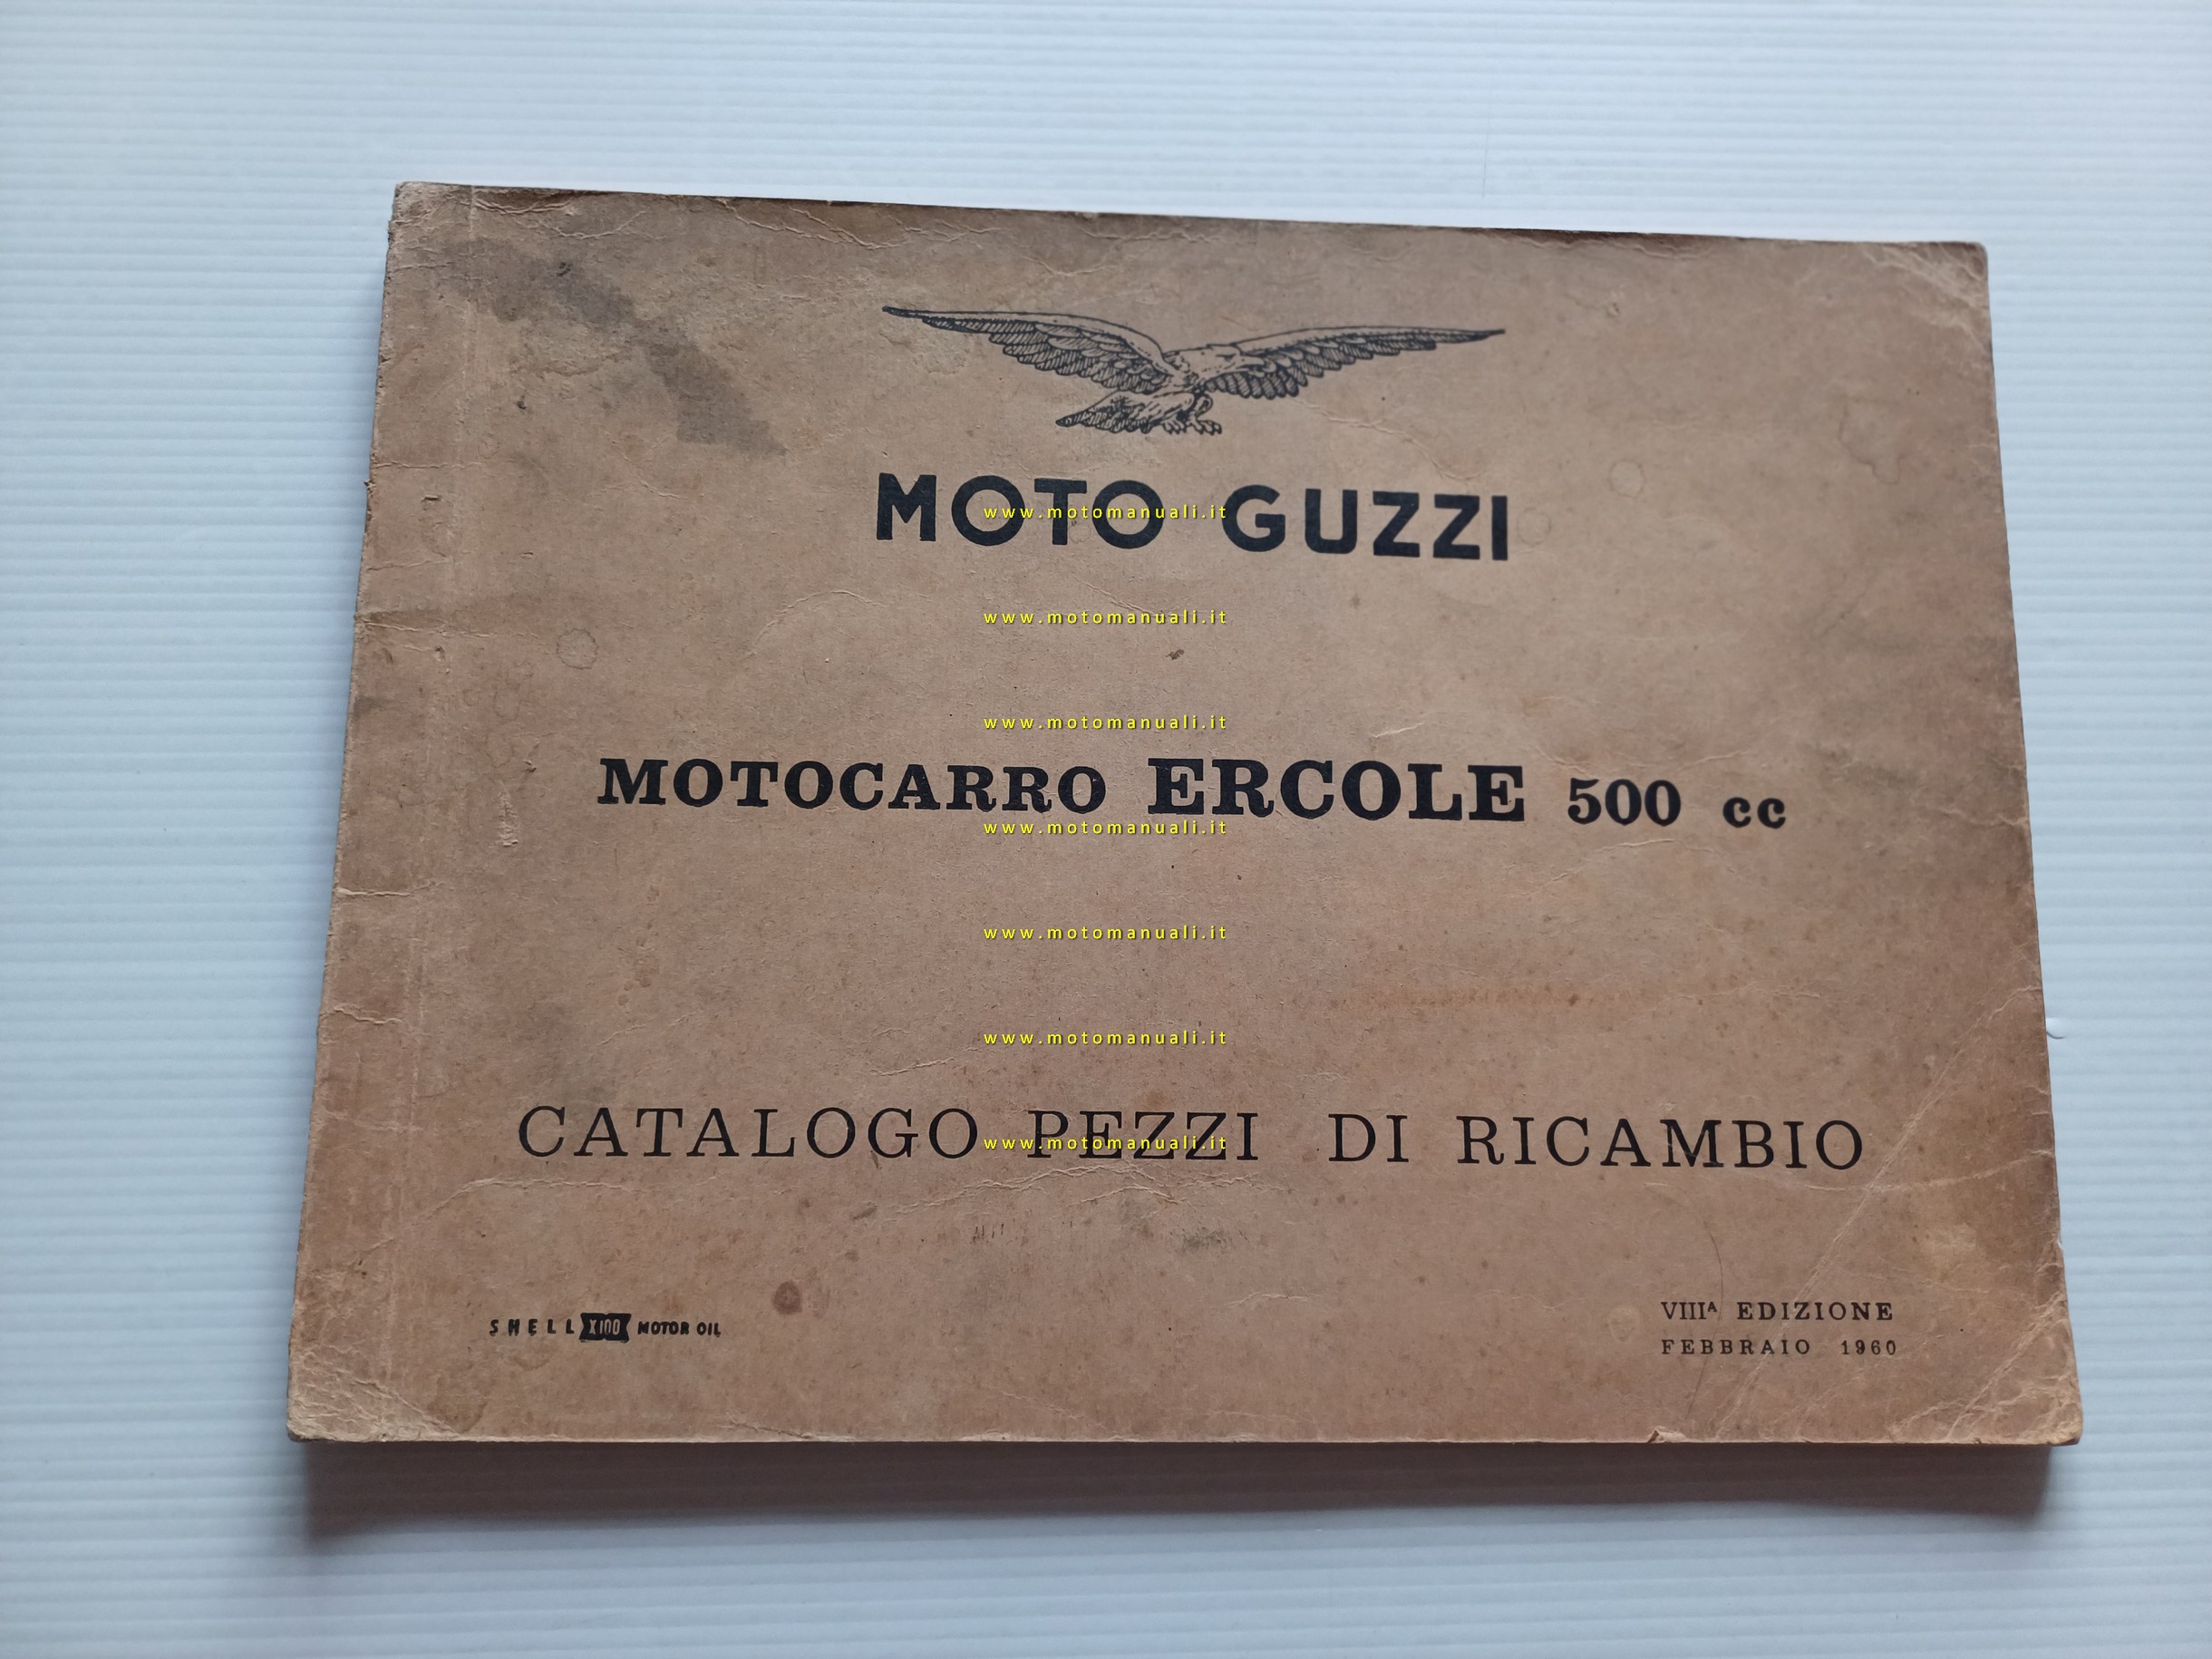 MOTO GUZZI
www.motomanuali.it
www.motomanuali.it
www.motomanuali.it
MOTOCARRO ERCOLE 500 cc
www.motomanuali.it
www.motomanuali.it
www.motomanuali.it
CATALOGO PEZZI DI RICAMBIO
www.motomanuali.it
SHELL X100 MOTOR OIL
VIIIᴬ EDIZIONE
FEBBRAIO 1960